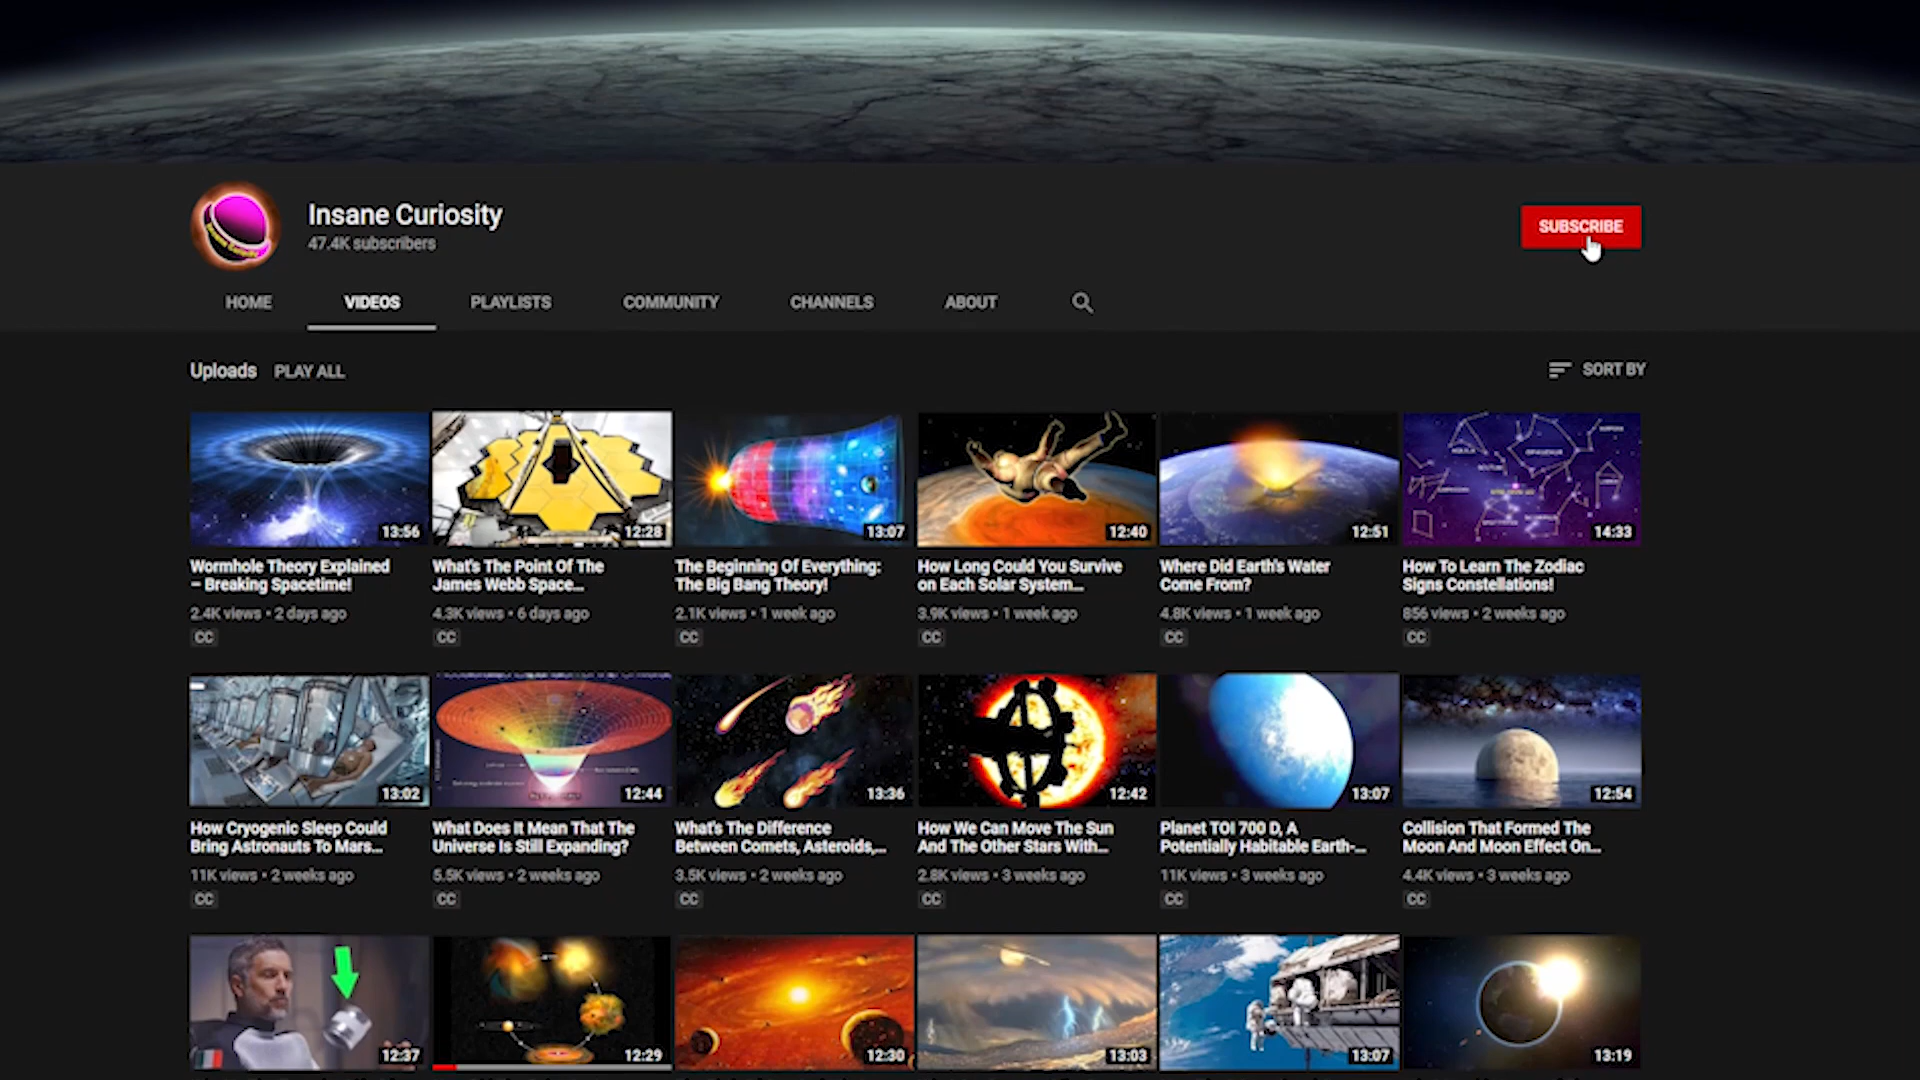 Insane Curiosity
47.4K subscribers
SUBSCRIBE
HOME
VIDEOS
PLAYLISTS
COMMUNITY
CHANNELS
ABOUT
Uploads
PLAY ALL
SORT BY
13:56
12:28
13:07
12:40
12:51
14:33
Wormhole Theory Explained
– Breaking Spacetime!
2.4K views • 2 days ago
CC
What's The Point Of The
James Webb Space...
4.3K views • 6 days ago
CC
The Beginning Of Everything:
The Big Bang Theory!
2.1K views • 1 week ago
CC
How Long Could You Survive
on Each Solar System...
3.9K views • 1 week ago
CC
Where Did Earth's Water
Come From?
4.8K views • 1 week ago
CC
How To Learn The Zodiac
Signs Constellations!
856 views • 2 weeks ago
CC
13:02
12:44
13:36
12:42
13:07
12:54
How Cryogenic Sleep Could
Bring Astronauts To Mars...
11K views • 2 weeks ago
CC
What Does It Mean That The
Universe Is Still Expanding?
5.5K views • 2 weeks ago
CC
What's The Difference
Between Comets, Asteroids,...
3.5K views • 2 weeks ago
CC
How We Can Move The Sun
And The Other Stars With...
2.8K views • 3 weeks ago
CC
Planet TOI 700 D, A
Potentially Habitable Earth-...
11K views • 3 weeks ago
CC
Collision That Formed The
Moon And Moon Effect On...
4.4K views • 3 weeks ago
CC
12:37
12:29
12:30
13:03
13:07
13:19